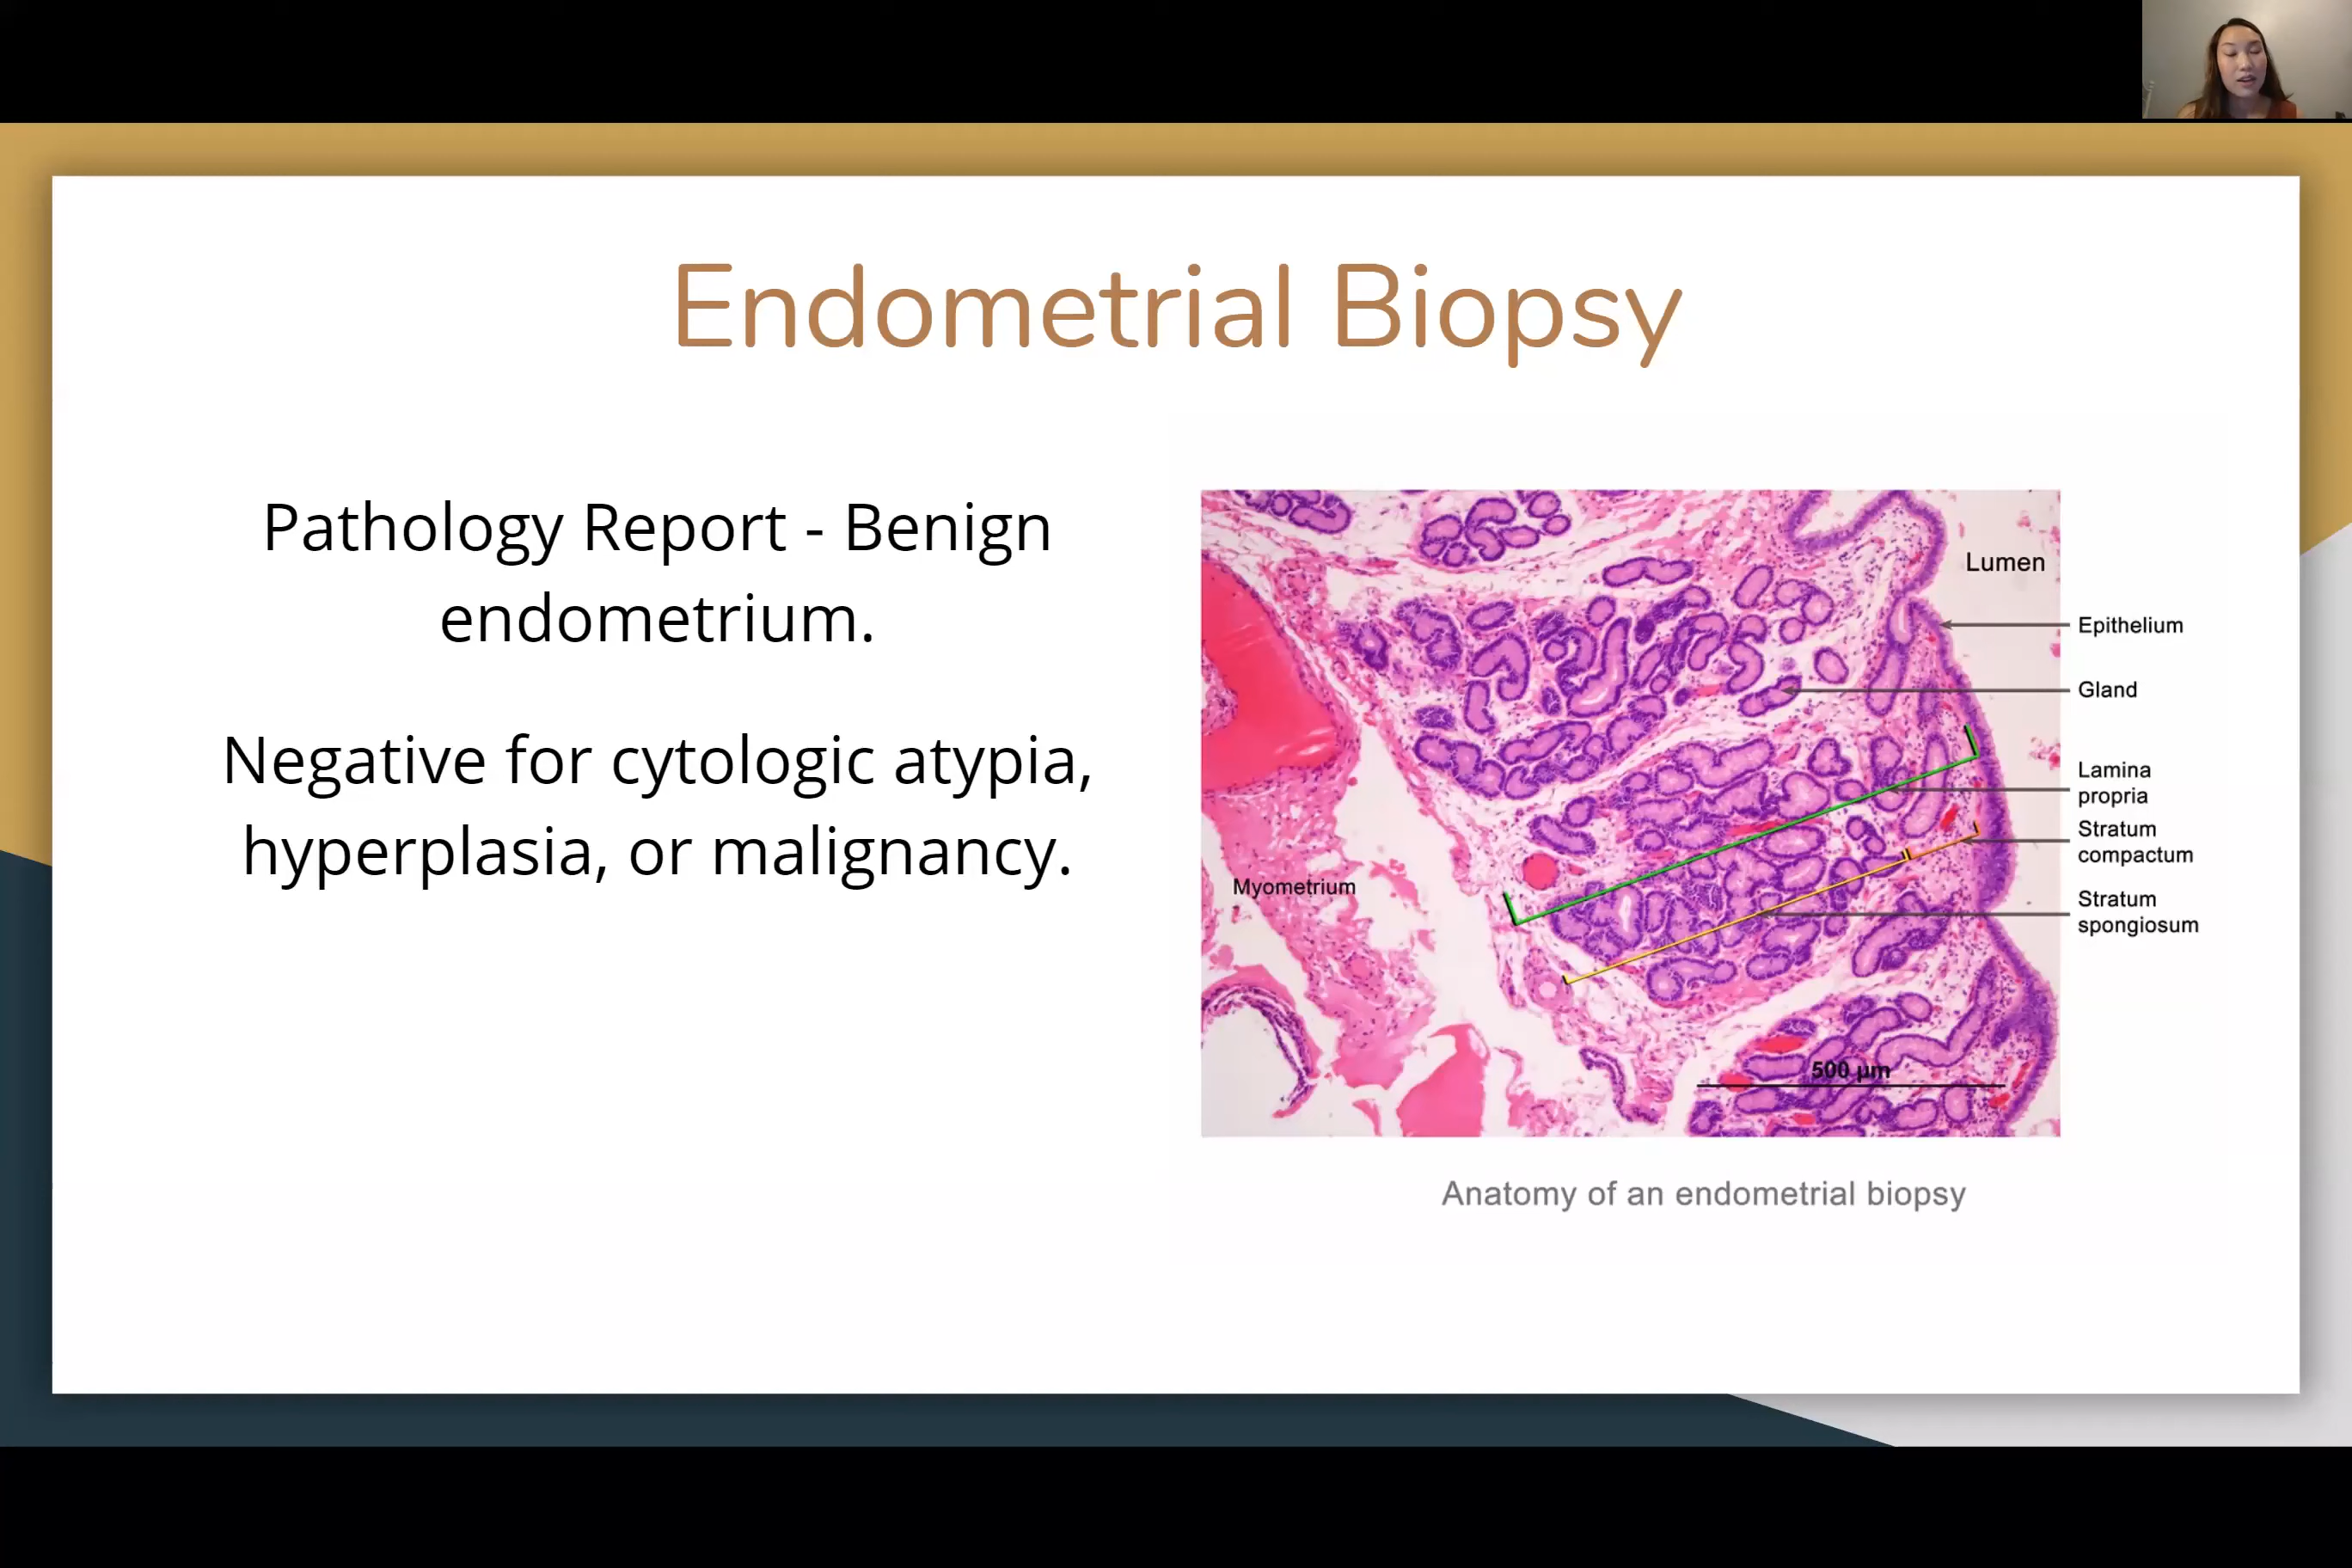 Endometrial Biopsy
Pathology Report - Benign
endometrium.
Negative for cytologic atypia,
hyperplasia, or malignancy.
Lumen
Epithelium
Gland
Lamina
propria
Stratum
compactum
Stratum
spongiosum
Myometrium
500 µm
Anatomy of an endometrial biopsy